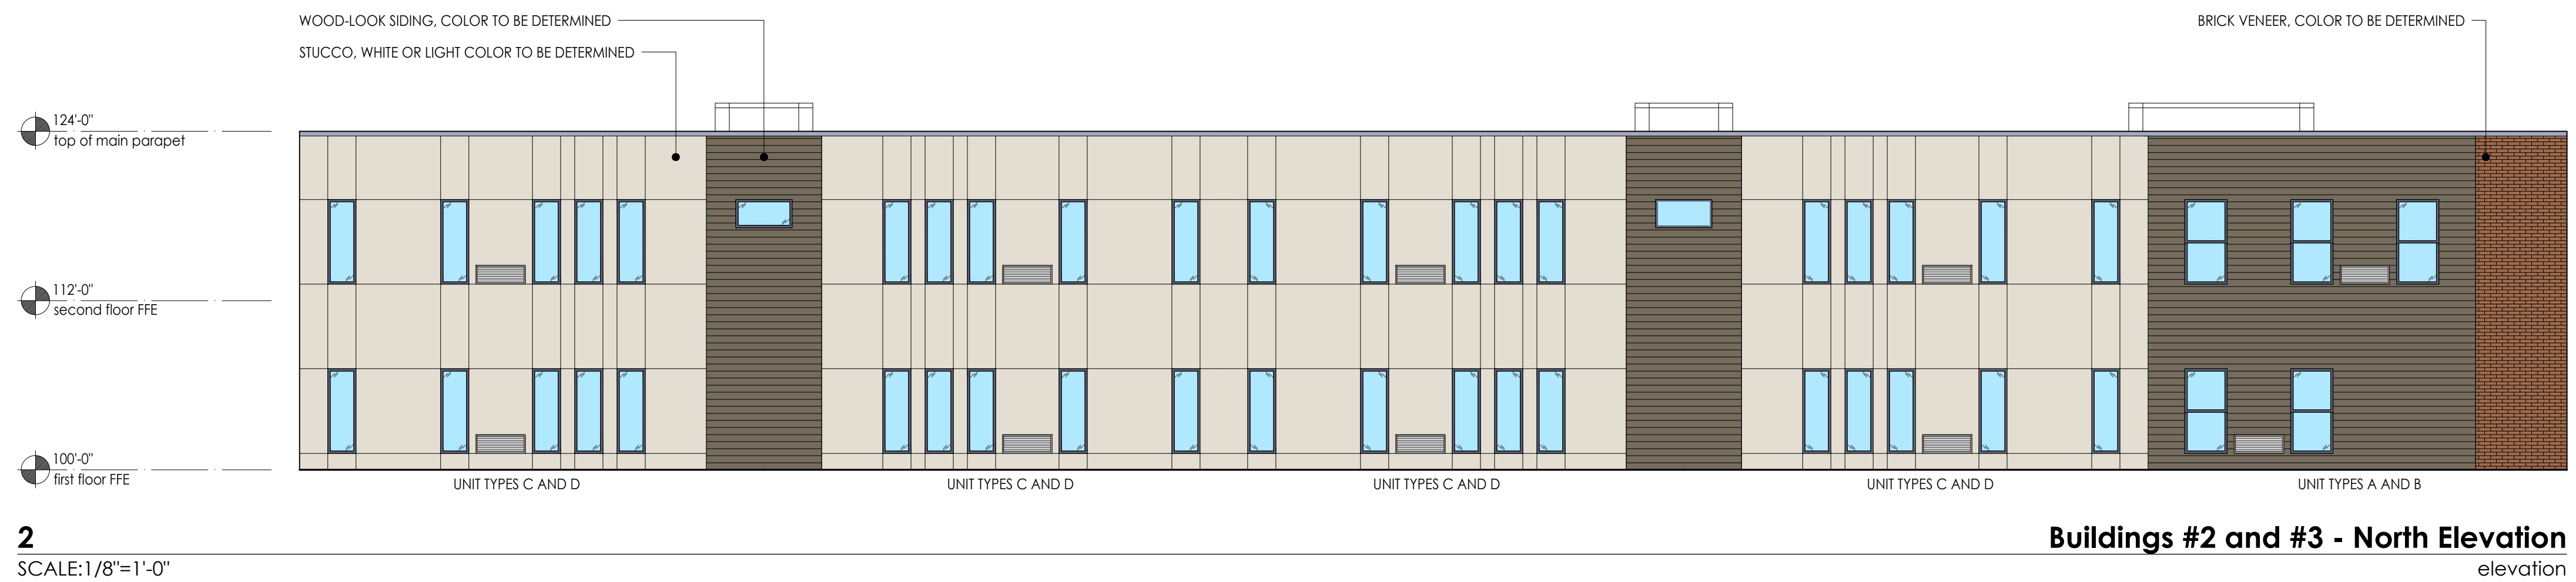 WOOD-LOOK SIDING, COLOR TO BE DETERMINED
BRICK VENEER, COLOR TO BE DETERMINED
STUCCO, WHITE OR LIGHT COLOR TO BE DETERMINED
124'-0"
top of main parapet
112'-0"
second floor FFE
100'-0"
first floor FFE
UNIT TYPES C AND D
UNIT TYPES C AND D
UNIT TYPES C AND D
UNIT TYPES C AND D
UNIT TYPES A AND B
2
Buildings #2 and #3 - North Elevation
SCALE:1/8"=1'-0"
elevation